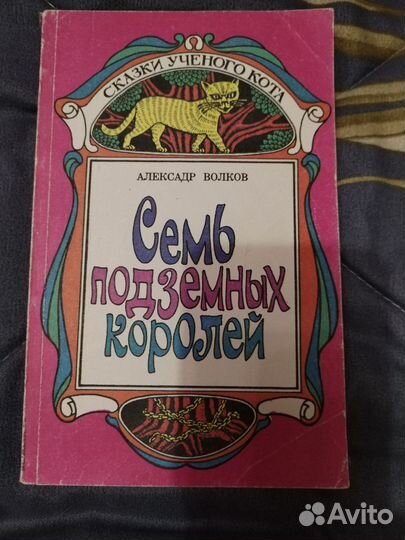 СКАЗКИ УЧЕНОГО КОТА
АЛЕКСАДР ВОЛКОВ
Семь
подземных
королей
Avito